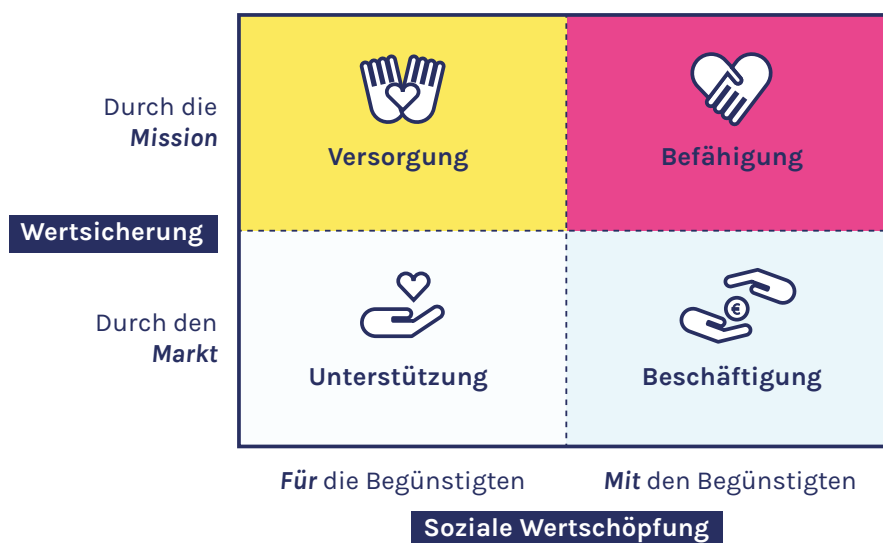 Durch die
Mission
Versorgung
Befähigung
Wertsicherung
Durch den
Markt
€
Unterstützung
Beschäftigung
Für die Begünstigten
Mit den Begünstigten
Soziale Wertschöpfung